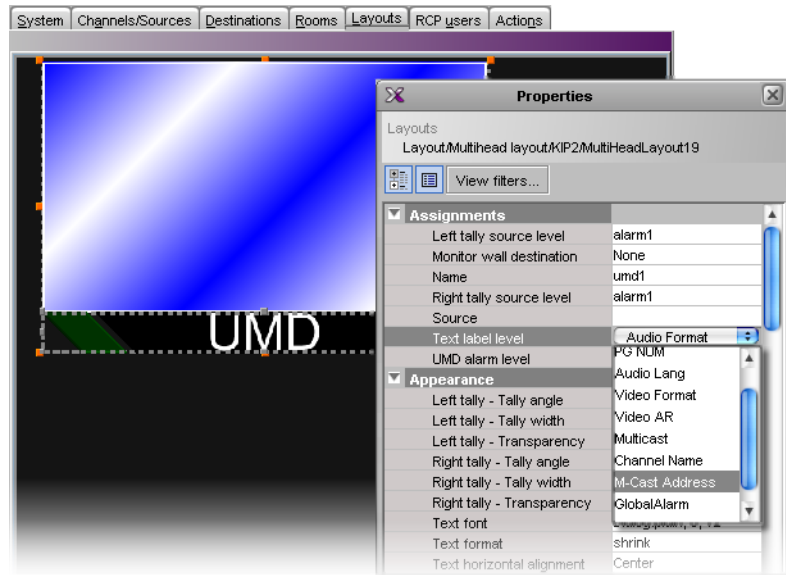 System Channels/Sources Destinations Rooms Layouts RCP users Actions
Properties
Layouts
Layout/Multihead layout/KIP2/MultiHeadLayout19
View filters...
Assignments
Left tally source level alarm1
Monitor wall destination None
Name umd1
Right tally source level alarm1
Source
Text label level Audio Format
UMD alarm level
UMD
PG NUM
Audio Lang
Video Format
Video AR
Multicast
Channel Name
M-Cast Address
GlobalAlarm
Appearance
Left tally - Tally angle
Left tally - Tally width
Left tally - Transparency
Right tally - Tally angle
Right tally - Tally width
Right tally - Transparency
Text font
Text format shrink
Text horizontal alignment Center